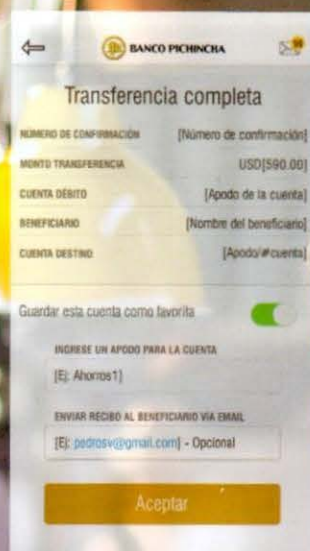 BANCO PICHINCHA
Transferencia completa
NÚMERO DE CONFIRMACIÓN [Número de confirmación]
MONTO TRANSFERENCIA USD[590.00]
CUENTA DÉBITO [Apodo de la cuenta]
BENEFICIARIO [Nombre del beneficiario]
CUENTA DESTINO [Apodo/#cuenta]
Guardar esta cuenta como favorita
INGRESE UN APODO PARA LA CUENTA
[Ej: Ahorros1]
ENVIAR RECIBO AL BENEFICIARIO VÍA EMAIL
[Ej: pedrosv@gmail.com] - Opcional
Aceptar